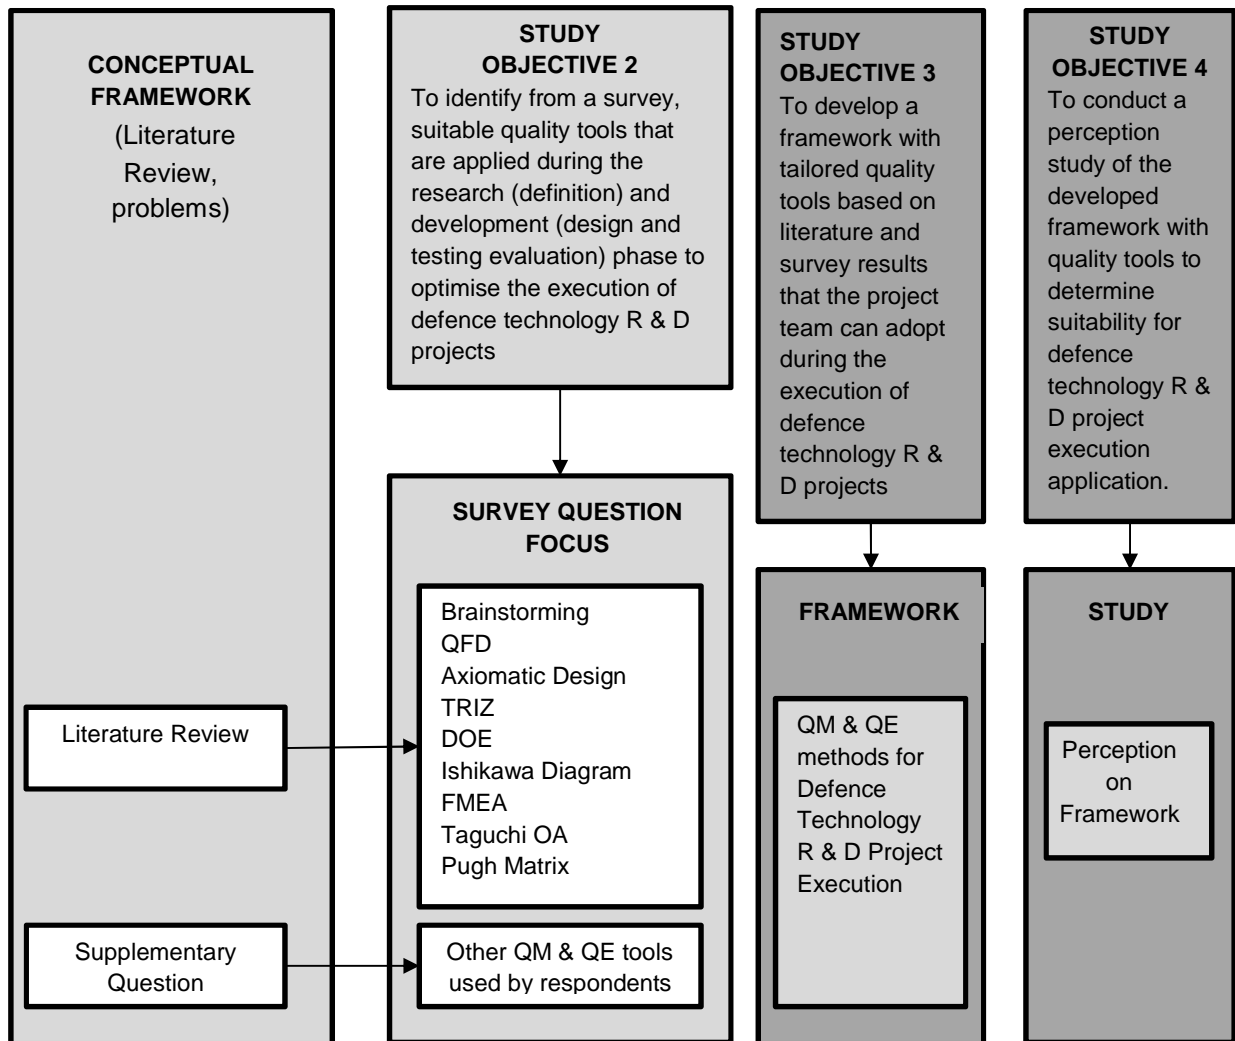 CONCEPTUAL
FRAMEWORK
(Literature
Review,
problems)
Literature Review
Supplementary
Question
STUDY
OBJECTIVE 2
To identify from a survey,
suitable quality tools that
are applied during the
research (definition) and
development (design and
testing evaluation) phase to
optimise the execution of
defence technology R & D
projects
SURVEY QUESTION
FOCUS
Brainstorming
QFD
Axiomatic Design
TRIZ
DOE
Ishikawa Diagram
FMEA
Taguchi OA
Pugh Matrix
Other QM & QE tools
used by respondents
STUDY
OBJECTIVE 3
To develop a
framework with
tailored quality
tools based on
literature and
survey results
that the project
team can adopt
during the
execution of
defence
technology R &
D projects
FRAMEWORK
QM & QE
methods for
Defence
Technology
R & D Project
Execution
STUDY
OBJECTIVE 4
To conduct a
perception
study of the
developed
framework with
quality tools to
determine
suitability for
defence
technology R &
D project
execution
application.
STUDY
Perception
on
Framework